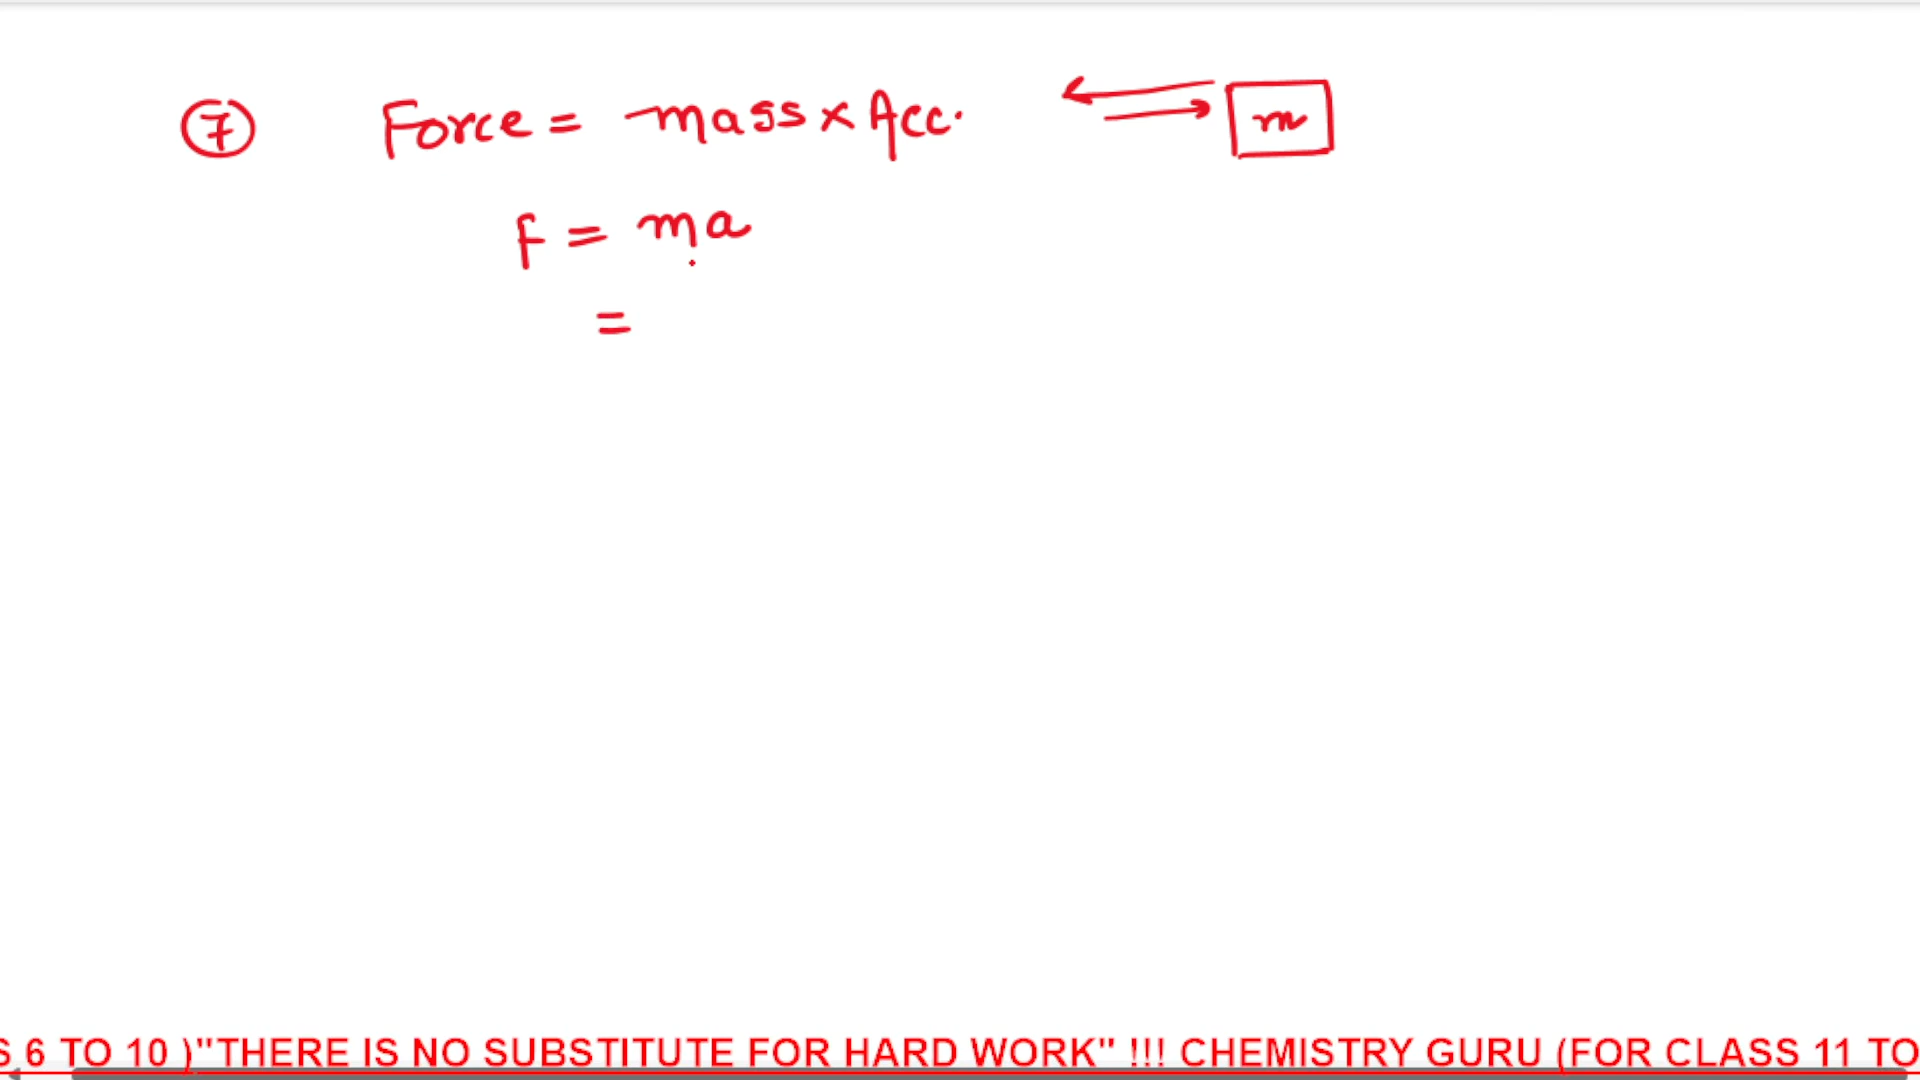 ⑦ Force = mass × Acc. m
F = ma
=
S 6 TO 10 )"THERE IS NO SUBSTITUTE FOR HARD WORK" !!! CHEMISTRY GURU (FOR CLASS 11 TO